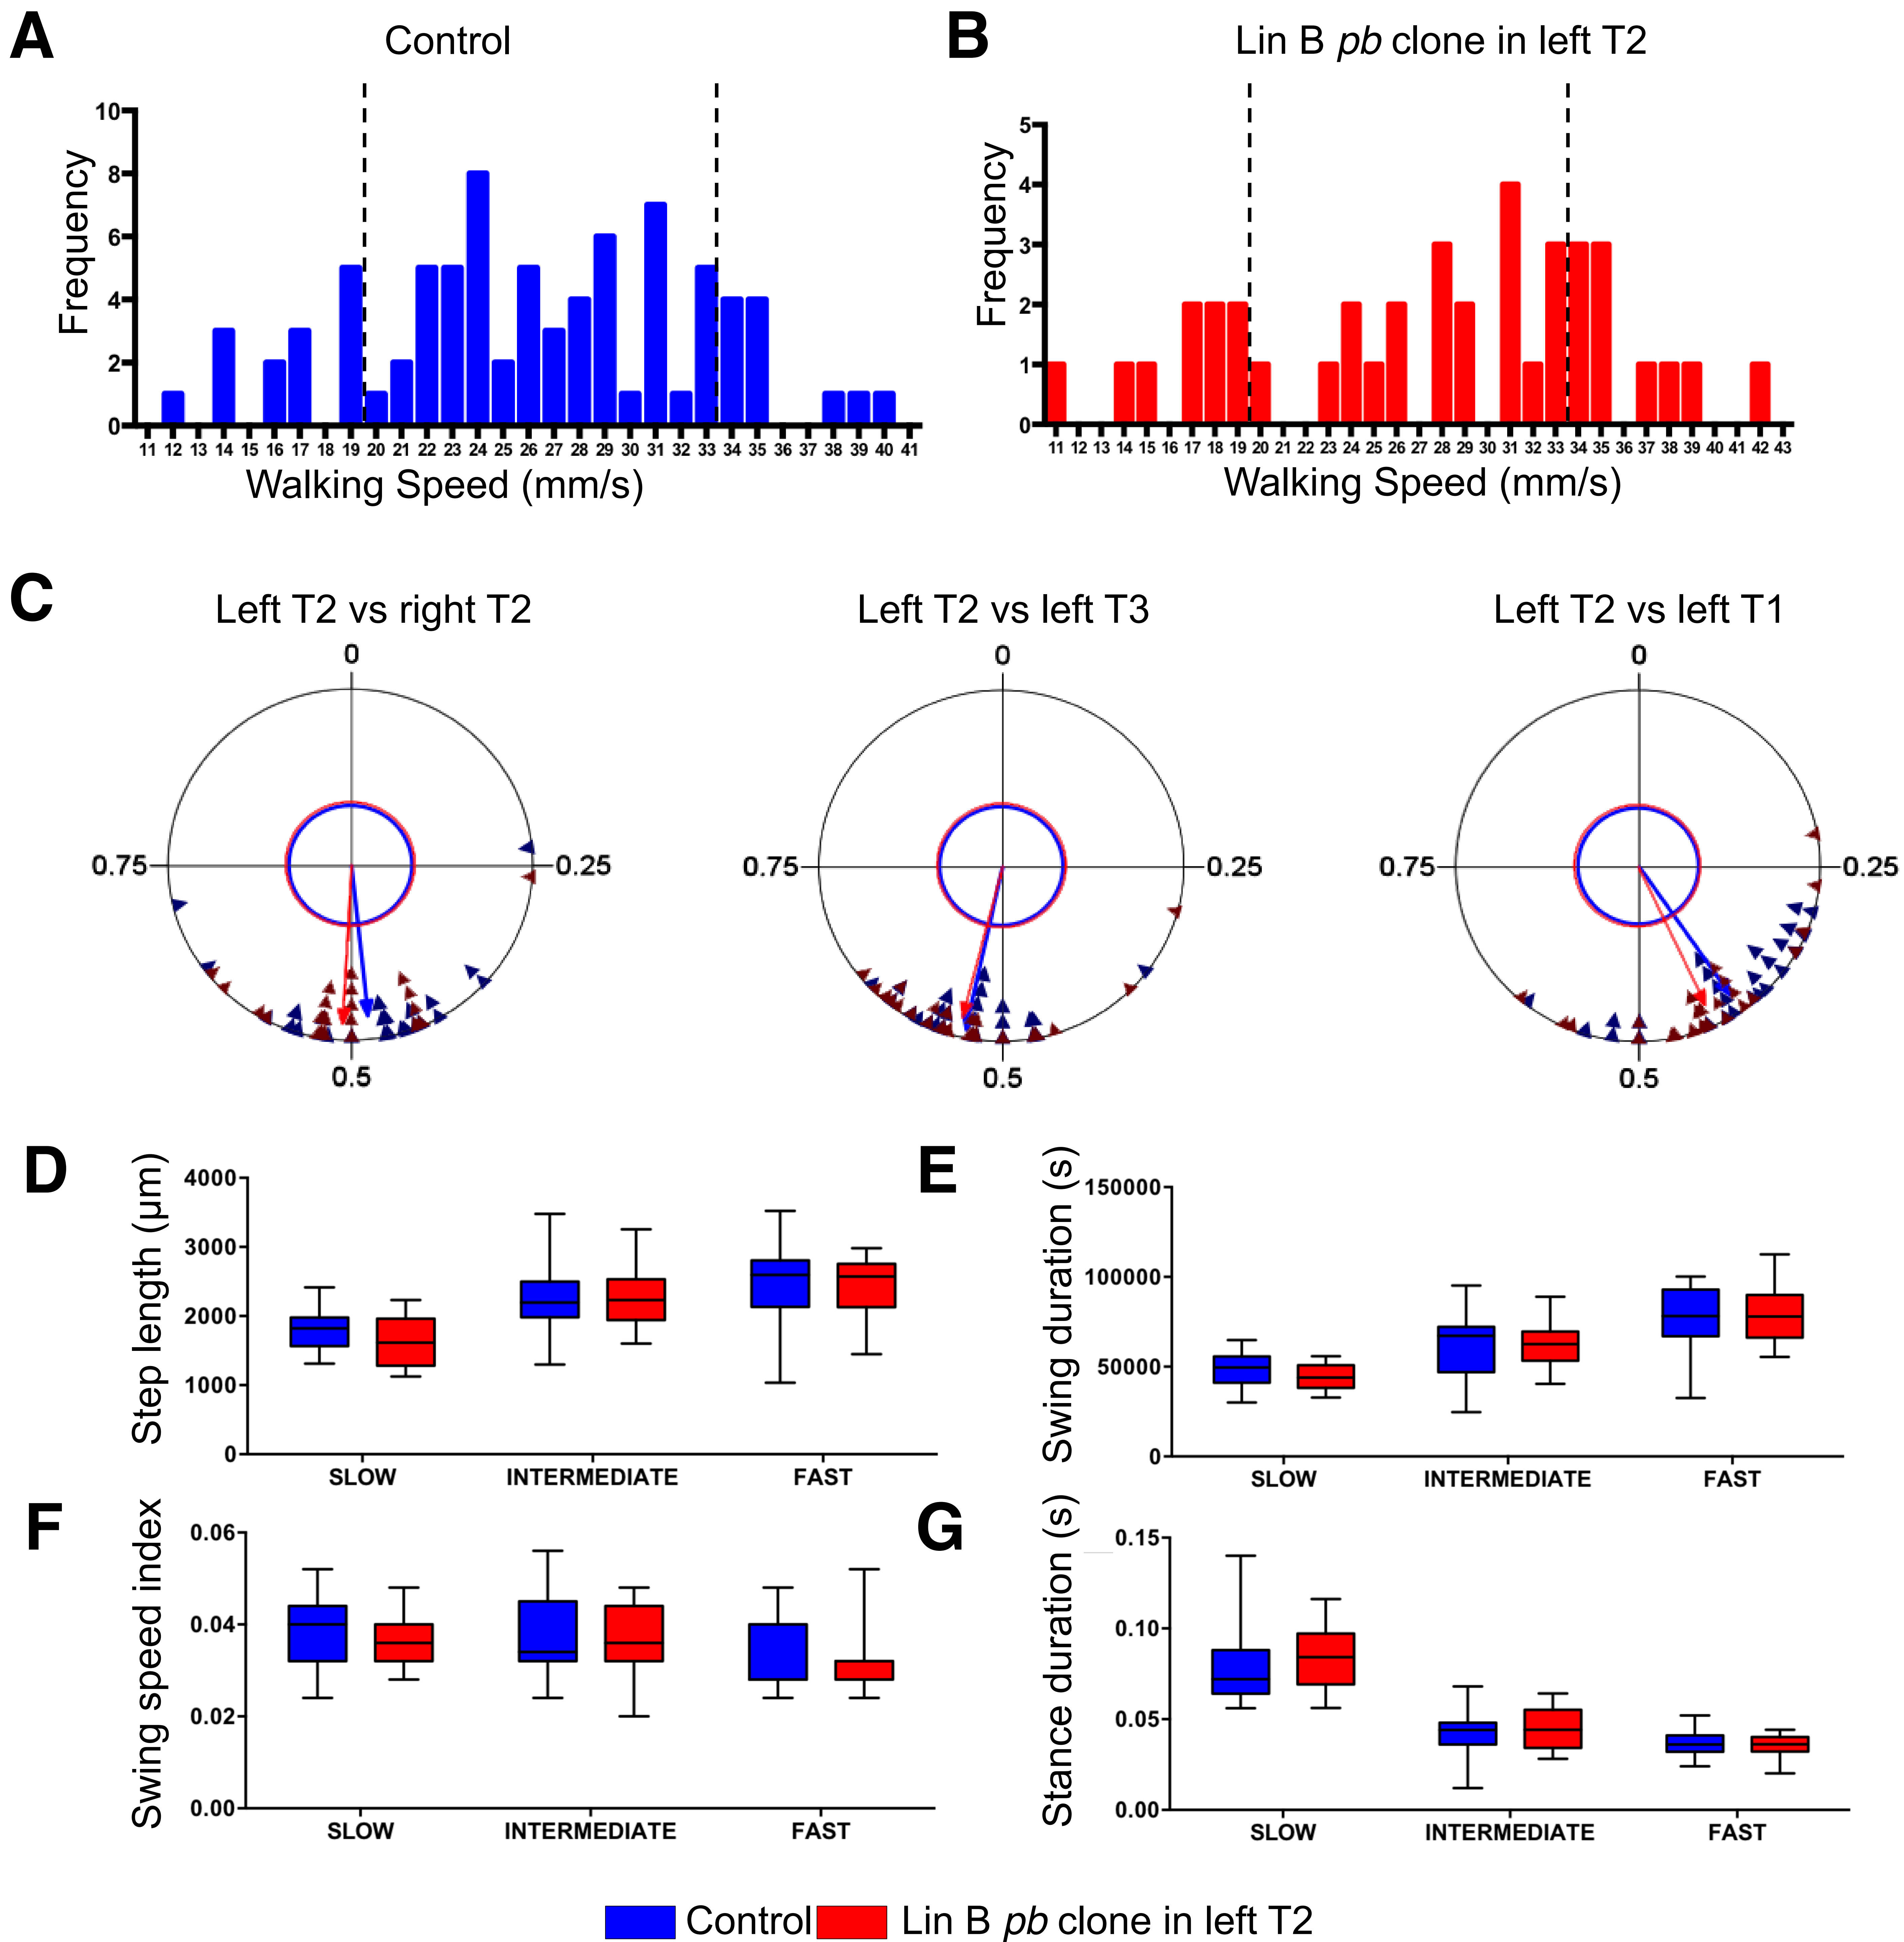 A
Control
B
Lin B pb clone in left T2
Frequency
10
8
6
4
2
0
11 12 13 14 15 16 17 18 19 20 21 22 23 24 25 26 27 28 29 30 31 32 33 34 35 36 37 38 39 40 41
Walking Speed (mm/s)
Frequency
5
4
3
2
1
0
11 12 13 14 15 16 17 18 19 20 21 22 23 24 25 26 27 28 29 30 31 32 33 34 35 36 37 38 39 40 41 42 43
Walking Speed (mm/s)
C
Left T2 vs right T2
0
0.75
0.25
0.5
Left T2 vs left T3
0
0.75
0.25
0.5
Left T2 vs left T1
0
0.75
0.25
0.5
D
Step length (µm)
4000
3000
2000
1000
0
SLOW INTERMEDIATE FAST
E
Swing duration (s)
150000
100000
50000
0
SLOW INTERMEDIATE FAST
F
Swing speed index
0.06
0.04
0.02
0.00
SLOW INTERMEDIATE FAST
G
Stance duration (s)
0.15
0.10
0.05
0.00
SLOW INTERMEDIATE FAST
Control Lin B pb clone in left T2